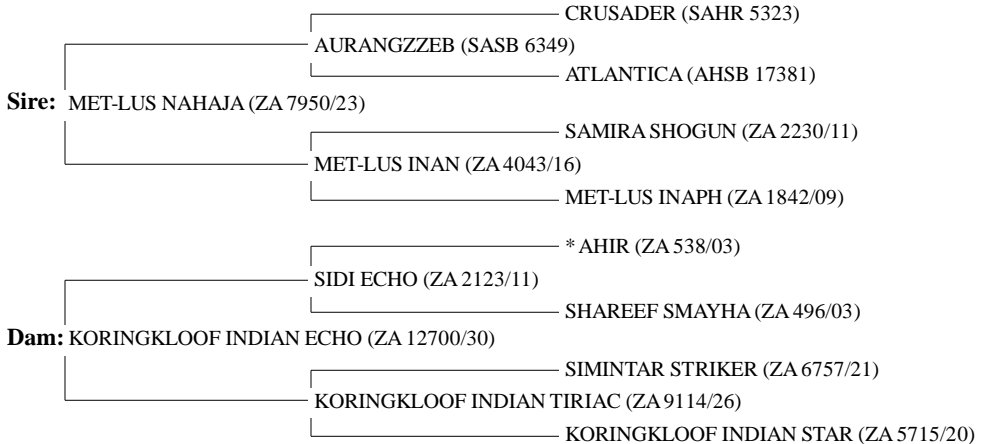 CRUSADER (SAHR 5323)
AURANGZZEB (SASB 6349)
ATLANTICA (AHSB 17381)
Sire: MET-LUS NAHAJA (ZA 7950/23)
SAMIRA SHOGUN (ZA 2230/11)
MET-LUS INAN (ZA 4043/16)
MET-LUS INAPH (ZA 1842/09)
* AHIR (ZA 538/03)
SIDI ECHO (ZA 2123/11)
SHAREEF SMAYHA (ZA 496/03)
Dam: KORINGKLOOF INDIAN ECHO (ZA 12700/30)
SIMINTAR STRIKER (ZA 6757/21)
KORINGKLOOF INDIAN TIRIAC (ZA 9114/26)
KORINGKLOOF INDIAN STAR (ZA 5715/20)